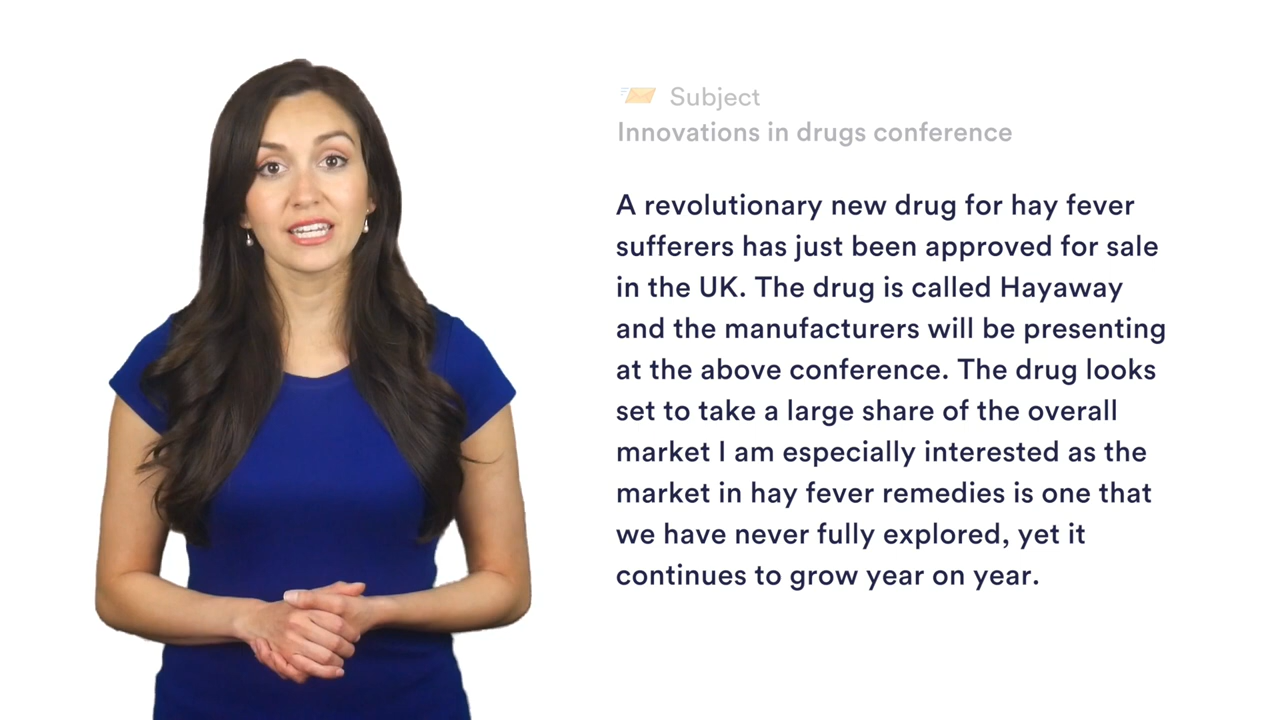 Subject
Innovations in drugs conference
A revolutionary new drug for hay fever
sufferers has just been approved for sale
in the UK. The drug is called Hayaway
and the manufacturers will be presenting
at the above conference. The drug looks
set to take a large share of the overall
market I am especially interested as the
market in hay fever remedies is one that
we have never fully explored, yet it
continues to grow year on year.